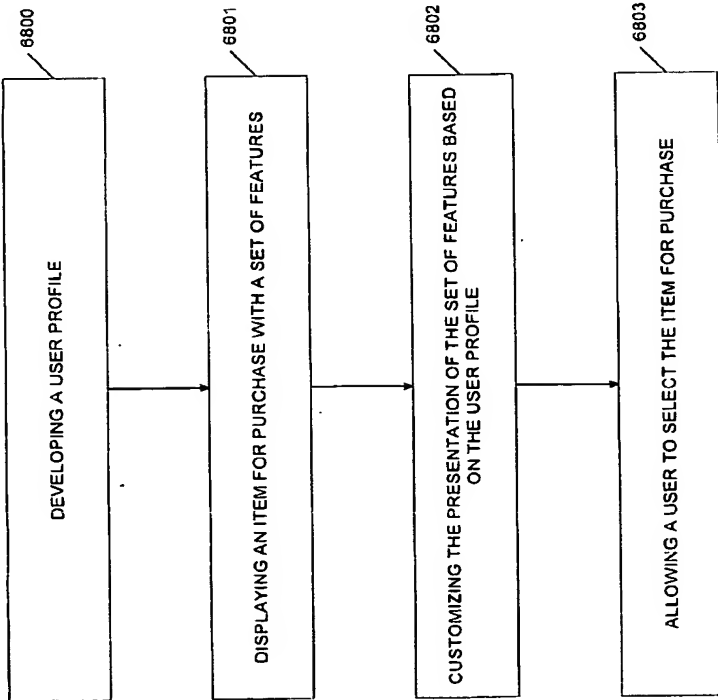 6800
DEVELOPING A USER PROFILE
6801
DISPLAYING AN ITEM FOR PURCHASE WITH A SET OF FEATURES
6802
CUSTOMIZING THE PRESENTATION OF THE SET OF FEATURES BASED
ON THE USER PROFILE
6803
ALLOWING A USER TO SELECT THE ITEM FOR PURCHASE